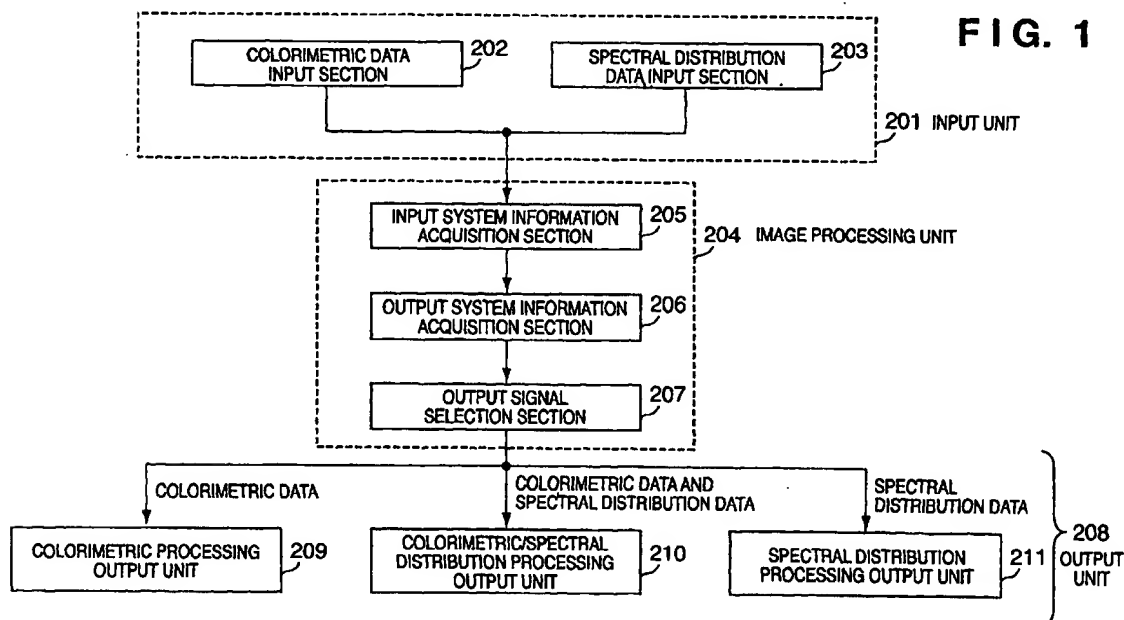 FIG. 1
COLORIMETRIC DATA
INPUT SECTION
202
SPECTRAL DISTRIBUTION
DATA INPUT SECTION
203
201 INPUT UNIT
INPUT SYSTEM INFORMATION
ACQUISITION SECTION
205
204 IMAGE PROCESSING UNIT
OUTPUT SYSTEM INFORMATION
ACQUISITION SECTION
206
OUTPUT SIGNAL
SELECTION SECTION
207
COLORIMETRIC DATA
COLORIMETRIC DATA AND
SPECTRAL DISTRIBUTION DATA
SPECTRAL
DISTRIBUTION DATA
COLORIMETRIC PROCESSING
OUTPUT UNIT
209
COLORIMETRIC/SPECTRAL
DISTRIBUTION PROCESSING
OUTPUT UNIT
210
SPECTRAL DISTRIBUTION
PROCESSING OUTPUT UNIT
211
208
OUTPUT
UNIT